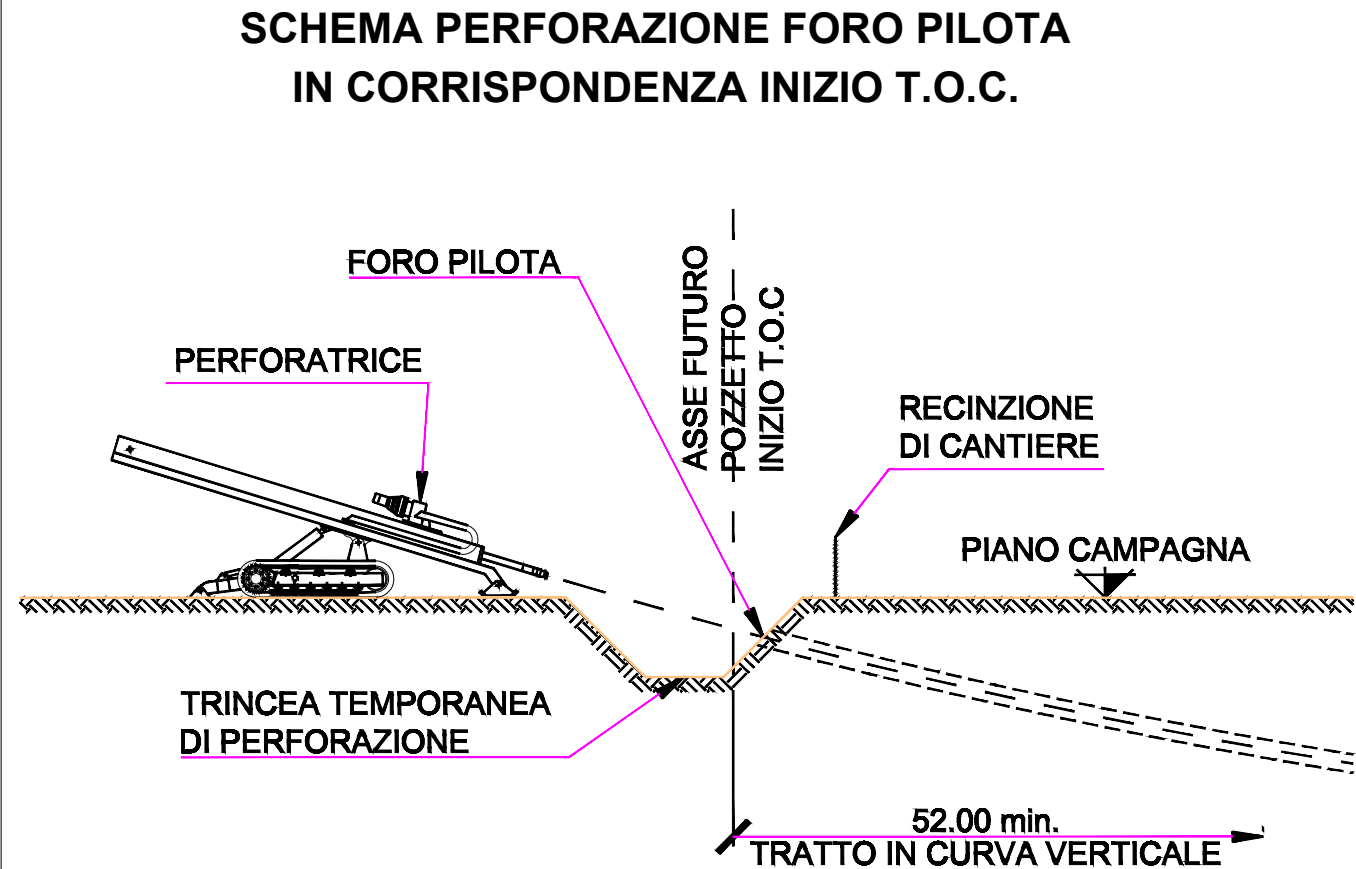 SCHEMA PERFORAZIONE FORO PILOTA
IN CORRISPONDENZA INIZIO T.O.C.
FORO PILOTA
PERFORATRICE
ASSE FUTURO
POZZETTO
INIZIO T.O.C
RECINZIONE
DI CANTIERE
PIANO CAMPAGNA
TRINCEA TEMPORANEA
DI PERFORAZIONE
52.00 min.
TRATTO IN CURVA VERTICALE